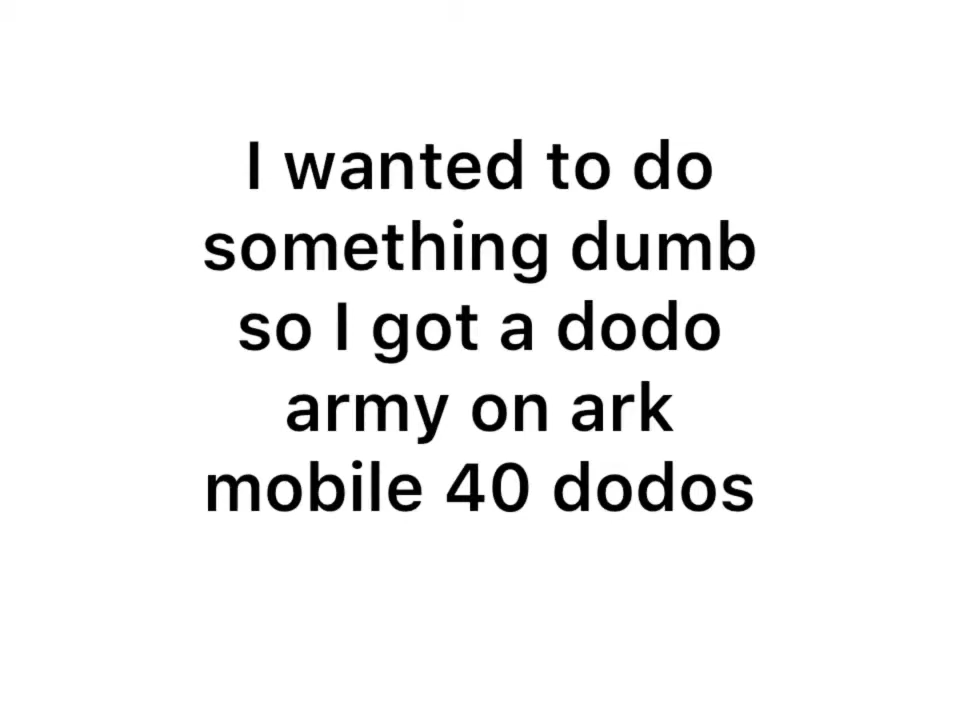 I wanted to do
something dumb
so I got a dodo
army on ark
mobile 40 dodos